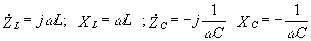 Ż_L = jωL; X_L = ωL ; Ż_C = −j 1/ωC X_C = − 1/ωC